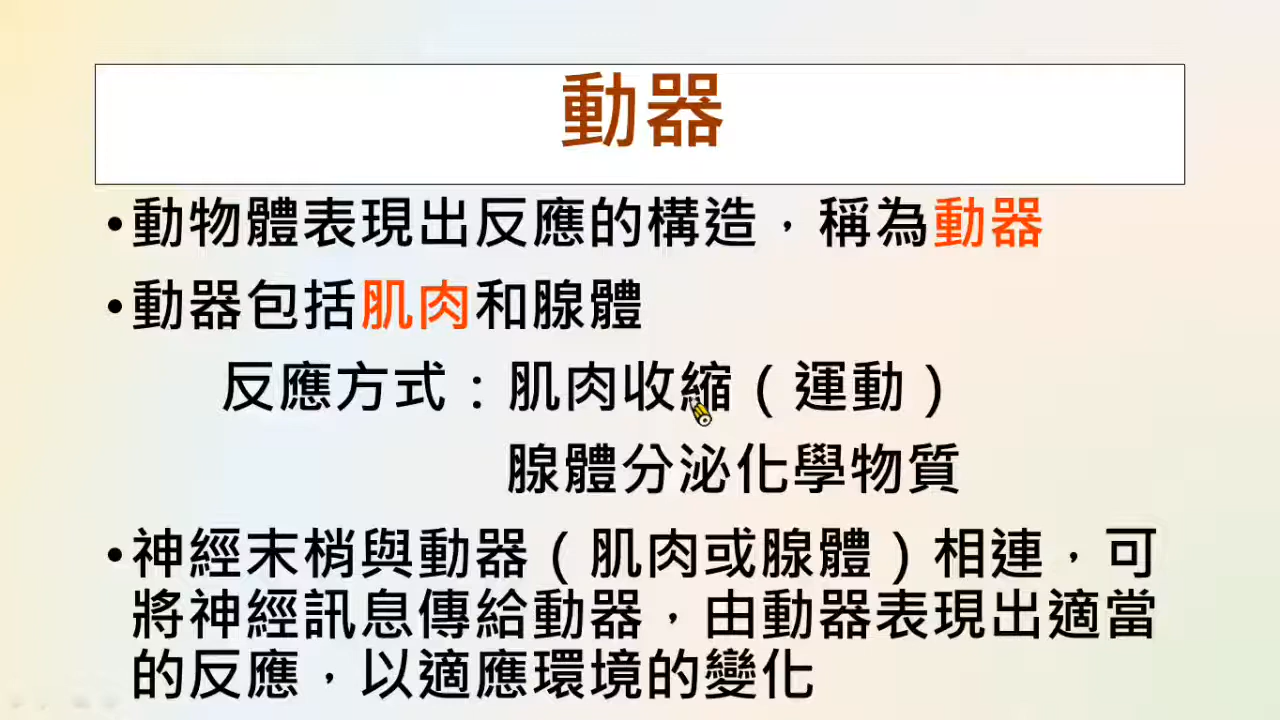 動器
•動物體表現出反應的構造，稱為動器
•動器包括肌肉和腺體
反應方式：肌肉收縮（運動）
腺體分泌化學物質
•神經末梢與動器（肌肉或腺體）相連，可
將神經訊息傳給動器，由動器表現出適當
的反應，以適應環境的變化